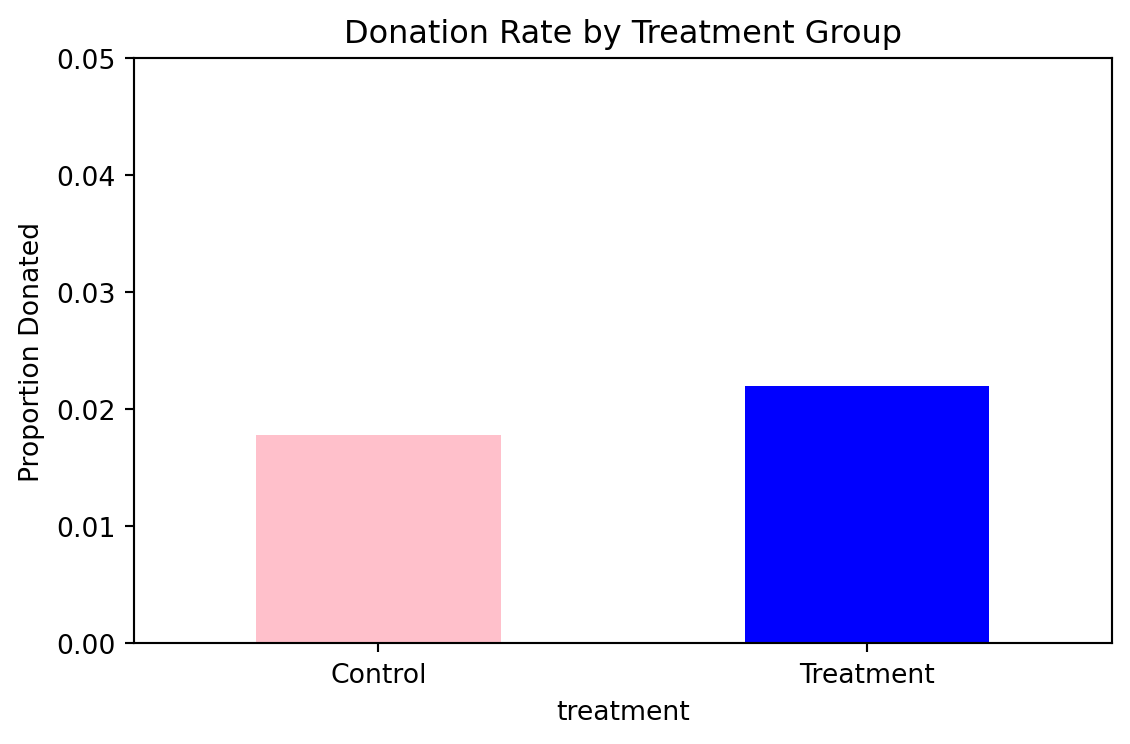 Donation Rate by Treatment Group
Proportion Donated
0.05
0.04
0.03
0.02
0.01
0.00
Control
Treatment
treatment